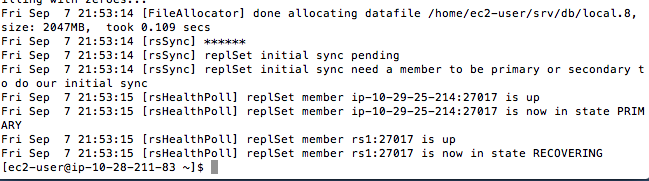 illing with zeroes...
Fri Sep  7 21:53:14 [FileAllocator] done allocating datafile /home/ec2-user/srv/db/local.8,
size: 2047MB,  took 0.109 secs
Fri Sep  7 21:53:14 [rsSync] ******
Fri Sep  7 21:53:14 [rsSync] replSet initial sync pending
Fri Sep  7 21:53:14 [rsSync] replSet initial sync need a member to be primary or secondary t
o do our initial sync
Fri Sep  7 21:53:15 [rsHealthPoll] replSet member ip-10-29-25-214:27017 is up
Fri Sep  7 21:53:15 [rsHealthPoll] replSet member ip-10-29-25-214:27017 is now in state PRIM
ARY
Fri Sep  7 21:53:15 [rsHealthPoll] replSet member rs1:27017 is up
Fri Sep  7 21:53:15 [rsHealthPoll] replSet member rs1:27017 is now in state RECOVERING
[ec2-user@ip-10-28-211-83 ~]$